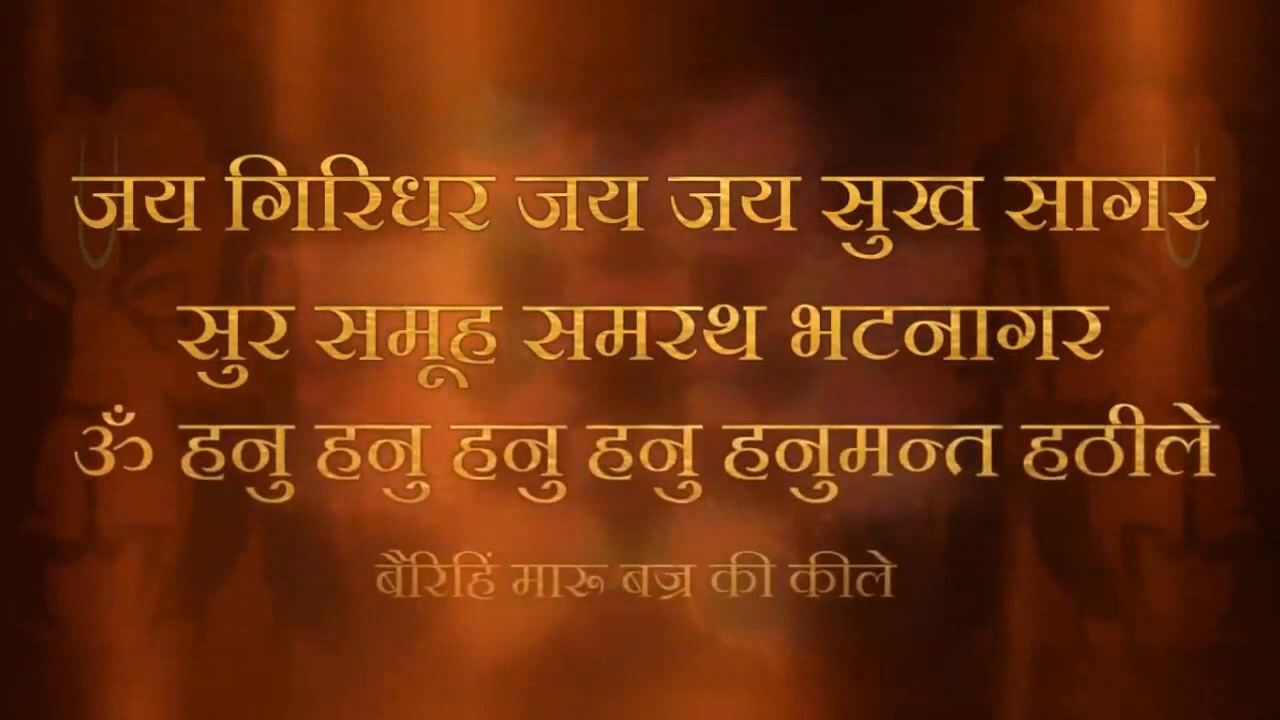 जय गिरिधर जय जय सुख सागर
सुर समूह समरथ भटनागर
ॐ हनु हनु हनु हनु हनुमन्त हठीले
बैरिहिं मारू बज्र की कीले